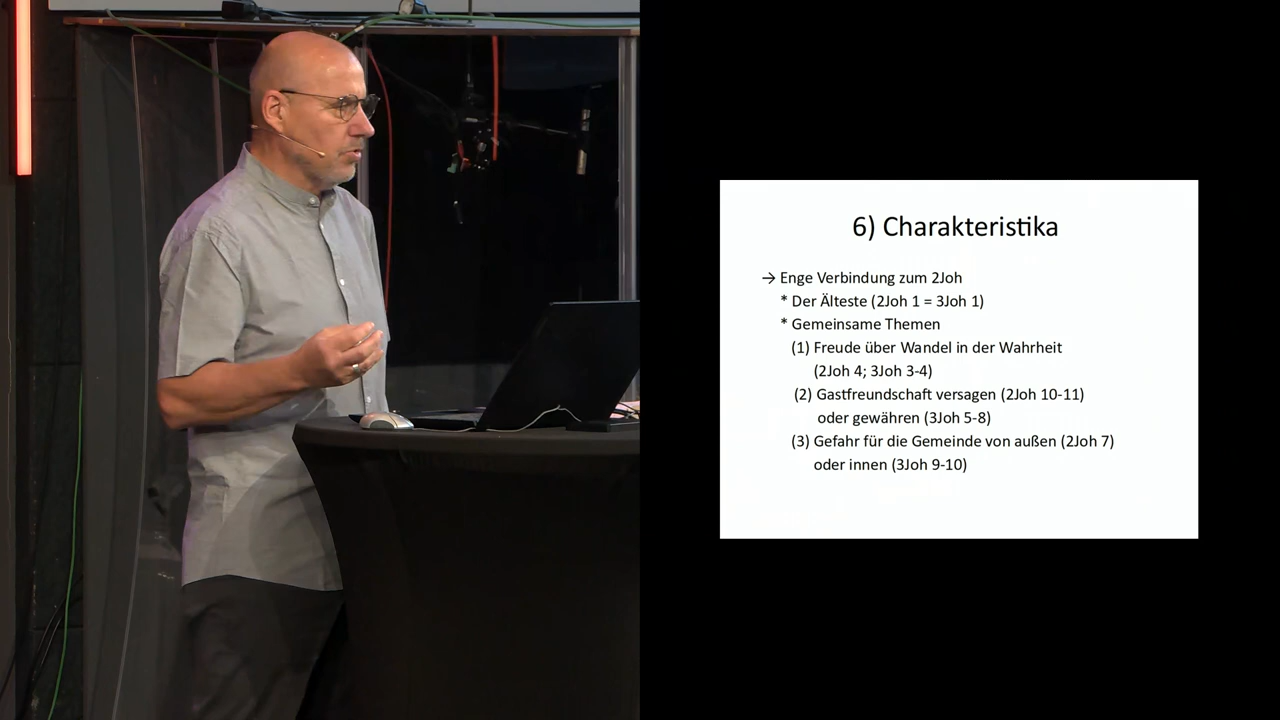 6) Charakteristika
→ Enge Verbindung zum 2Joh
* Der Älteste (2Joh 1 = 3Joh 1)
* Gemeinsame Themen
(1) Freude über Wandel in der Wahrheit
(2Joh 4; 3Joh 3-4)
(2) Gastfreundschaft versagen (2Joh 10-11)
oder gewähren (3Joh 5-8)
(3) Gefahr für die Gemeinde von außen (2Joh 7)
oder innen (3Joh 9-10)